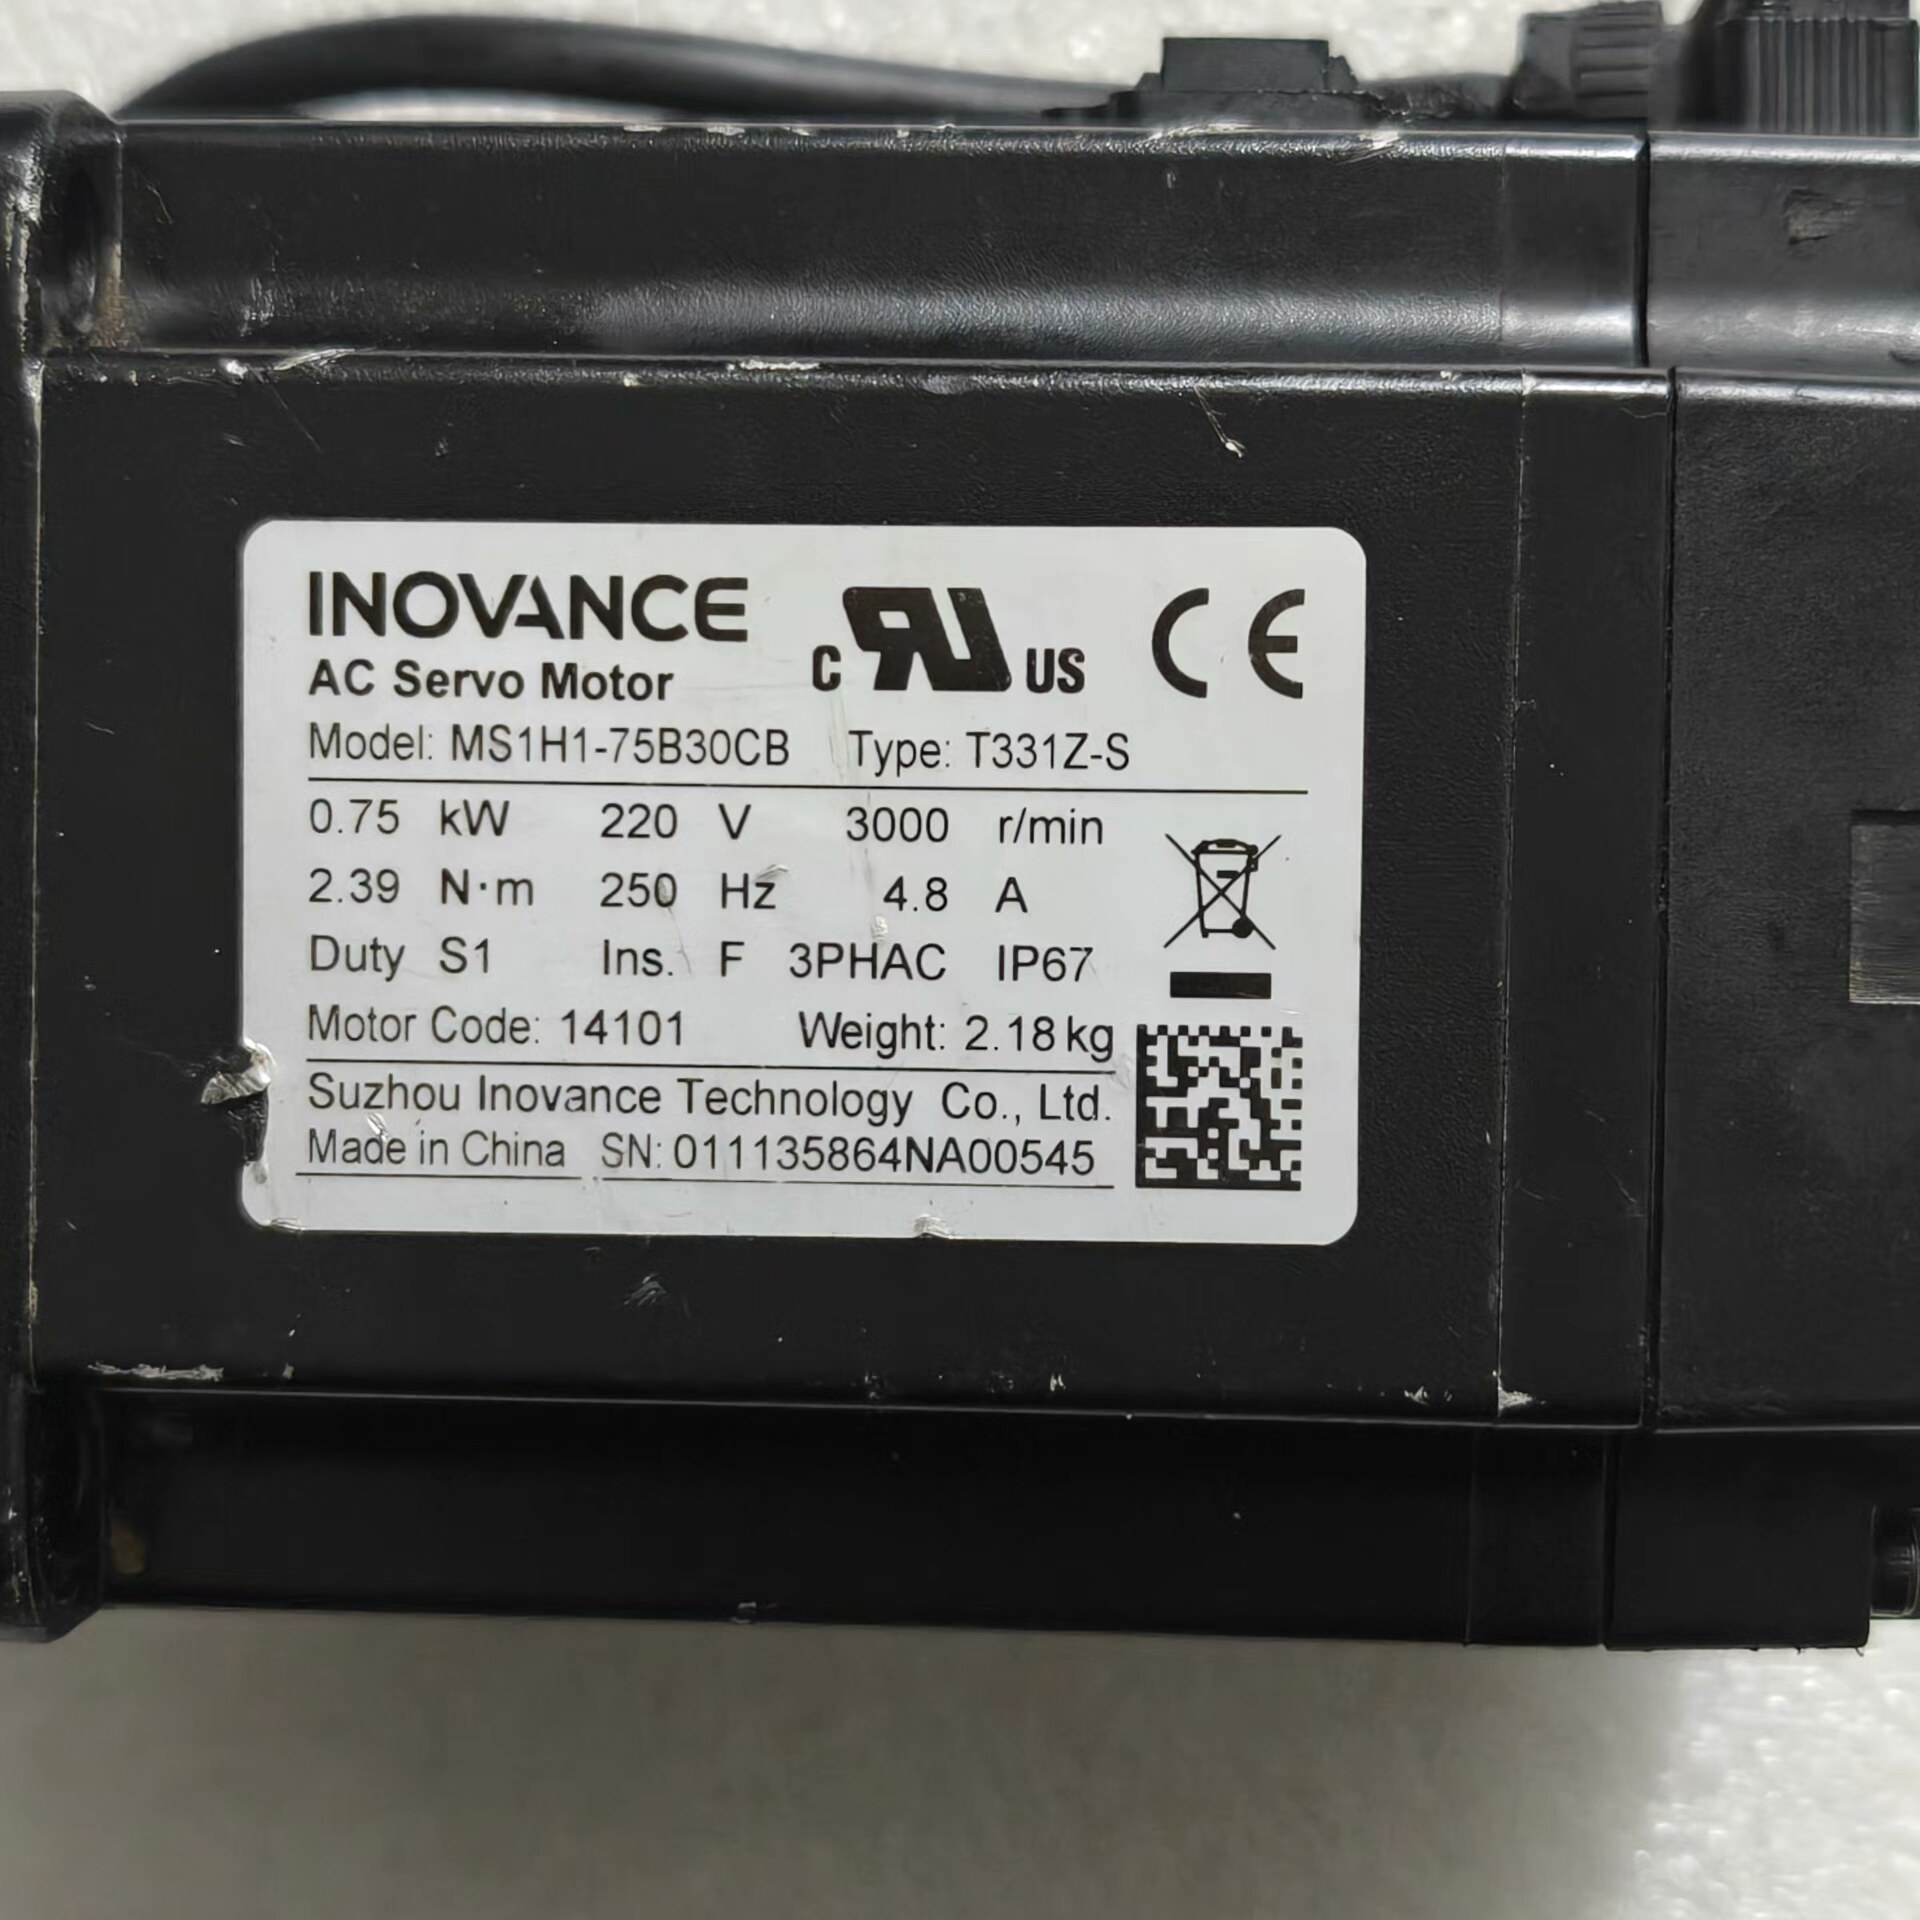 INOVANCE
AC Servo Motor
c RU US CE
Model: MS1H1-75B30CB Type: T331Z-S
0.75 kW 220 V 3000 r/min
2.39 N·m 250 Hz 4.8 A
Duty S1 Ins. F 3PHAC IP67
Motor Code: 14101 Weight: 2.18kg
Suzhou Inovance Technology Co., Ltd.
Made in China SN: 011135864NA00545